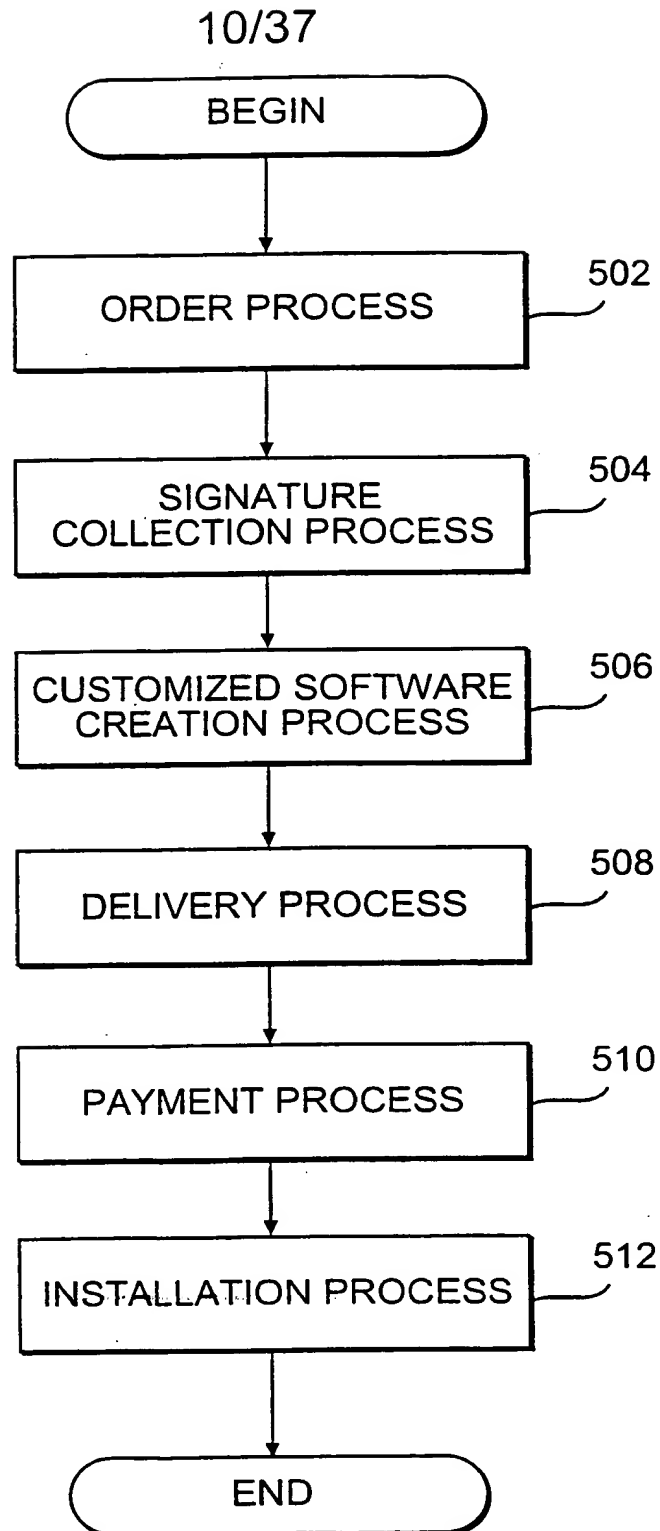 10/37
BEGIN
ORDER PROCESS
502
SIGNATURE
COLLECTION PROCESS
504
CUSTOMIZED SOFTWARE
CREATION PROCESS
506
DELIVERY PROCESS
508
PAYMENT PROCESS
510
INSTALLATION PROCESS
512
END